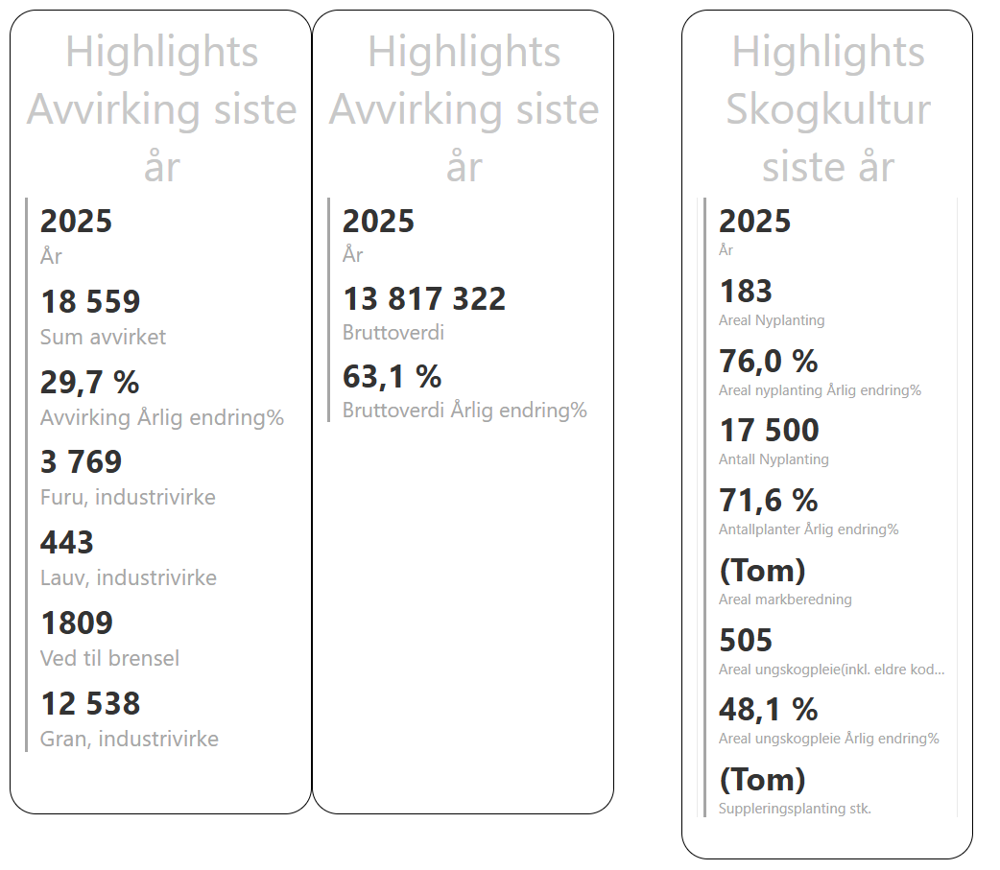 Highlights
Avvirking siste
år
2025
År
18 559
Sum avvirket
29,7 %
Avvirking Årlig endring%
3 769
Furu, industrivirke
443
Lauv, industrivirke
1809
Ved til brensel
12 538
Gran, industrivirke
Highlights
Avvirking siste
år
2025
År
13 817 322
Bruttoverdi
63,1 %
Bruttoverdi Årlig endring%
Highlights
Skogkultur
siste år
2025
År
183
Areal Nyplanting
76,0 %
Areal nyplanting Årlig endring%
17 500
Antall Nyplanting
71,6 %
Antallplanter Årlig endring%
(Tom)
Areal markberedning
505
Areal ungskogpleie(inkl. eldre kod...
48,1 %
Areal ungskogpleie Årlig endring%
(Tom)
Suppleringsplanting stk.